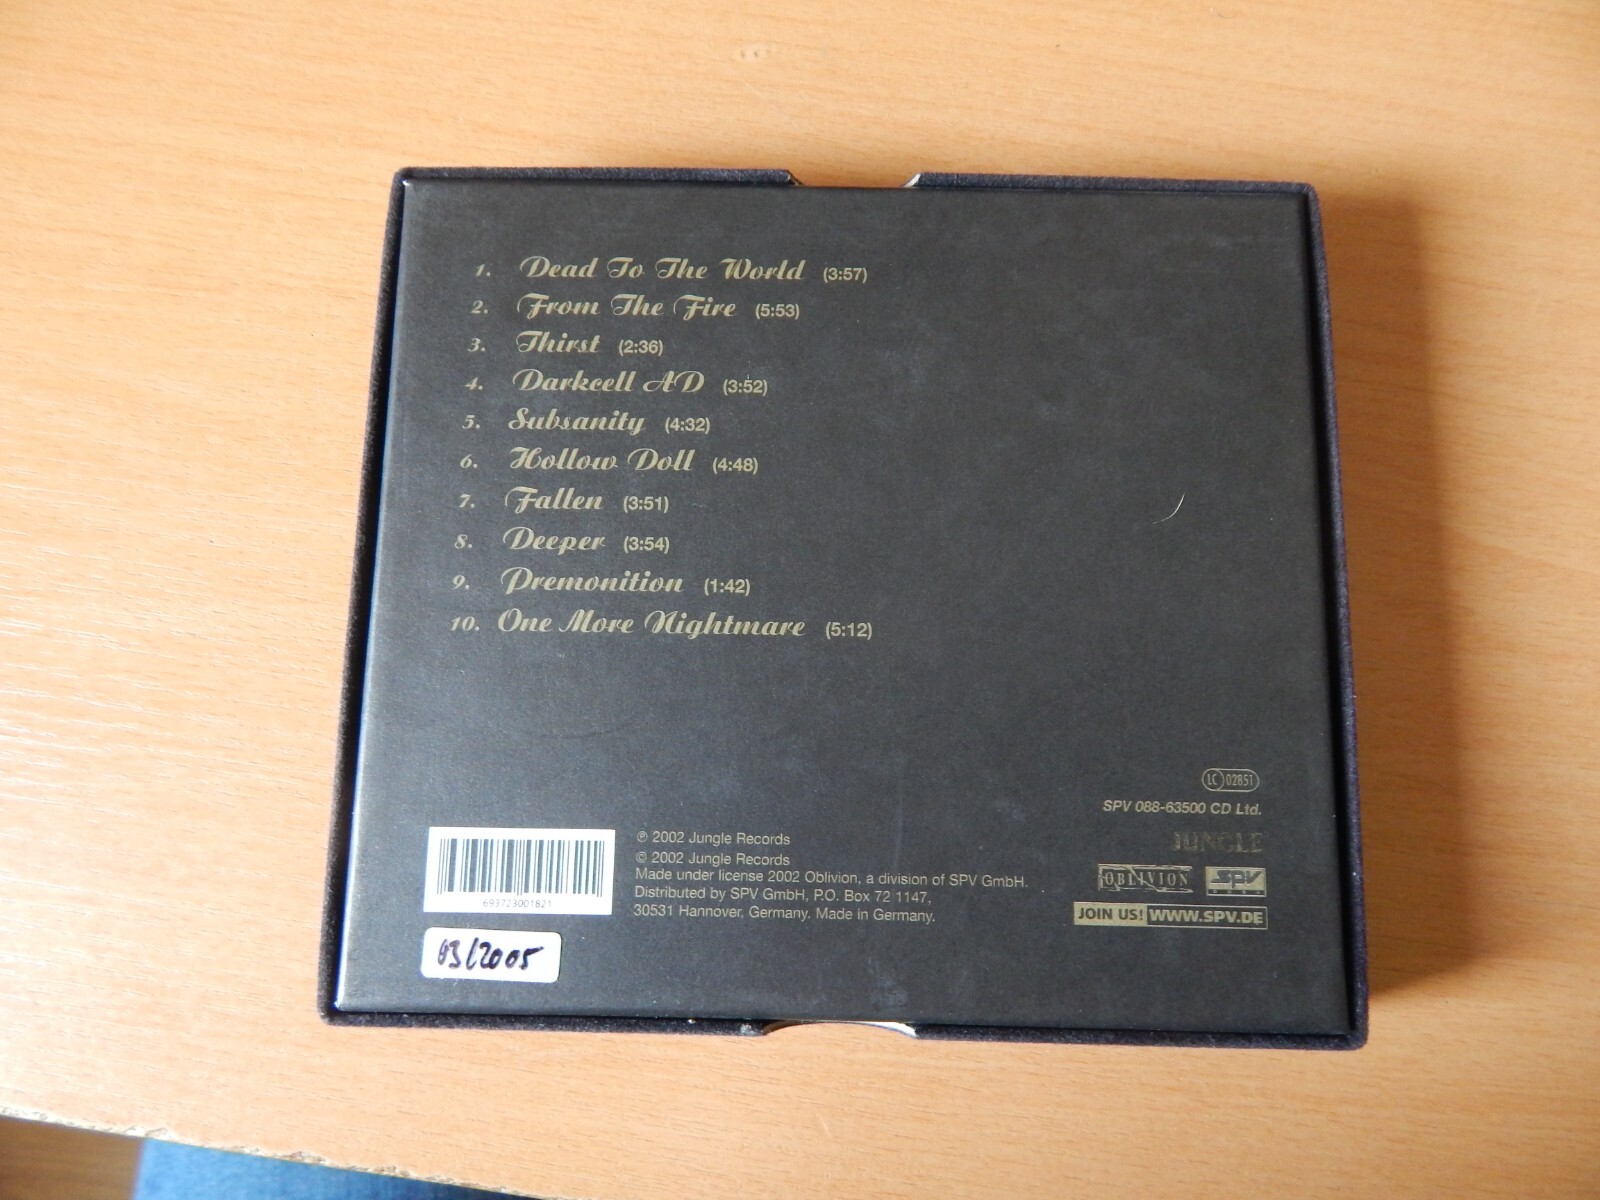 1. Dead To The World (3:57)
2. From The Fire (5:53)
3. Thirst (2:36)
4. Darkcell AD (3:52)
5. Subsanity (4:32)
6. Hollow Doll (4:48)
7. Fallen (3:51)
8. Deeper (3:54)
9. Premonition (1:42)
10. One More Nightmare (5:12)
LC 02851
SPV 088-63500 CD Ltd.
JUNGLE
OBLIVION SPV
JOIN US! WWW.SPV.DE
℗ 2002 Jungle Records
© 2002 Jungle Records
Made under license 2002 Oblivion, a division of SPV GmbH.
Distributed by SPV GmbH, P.O. Box 72 1147,
30531 Hannover, Germany. Made in Germany.
693723001821
03/2005